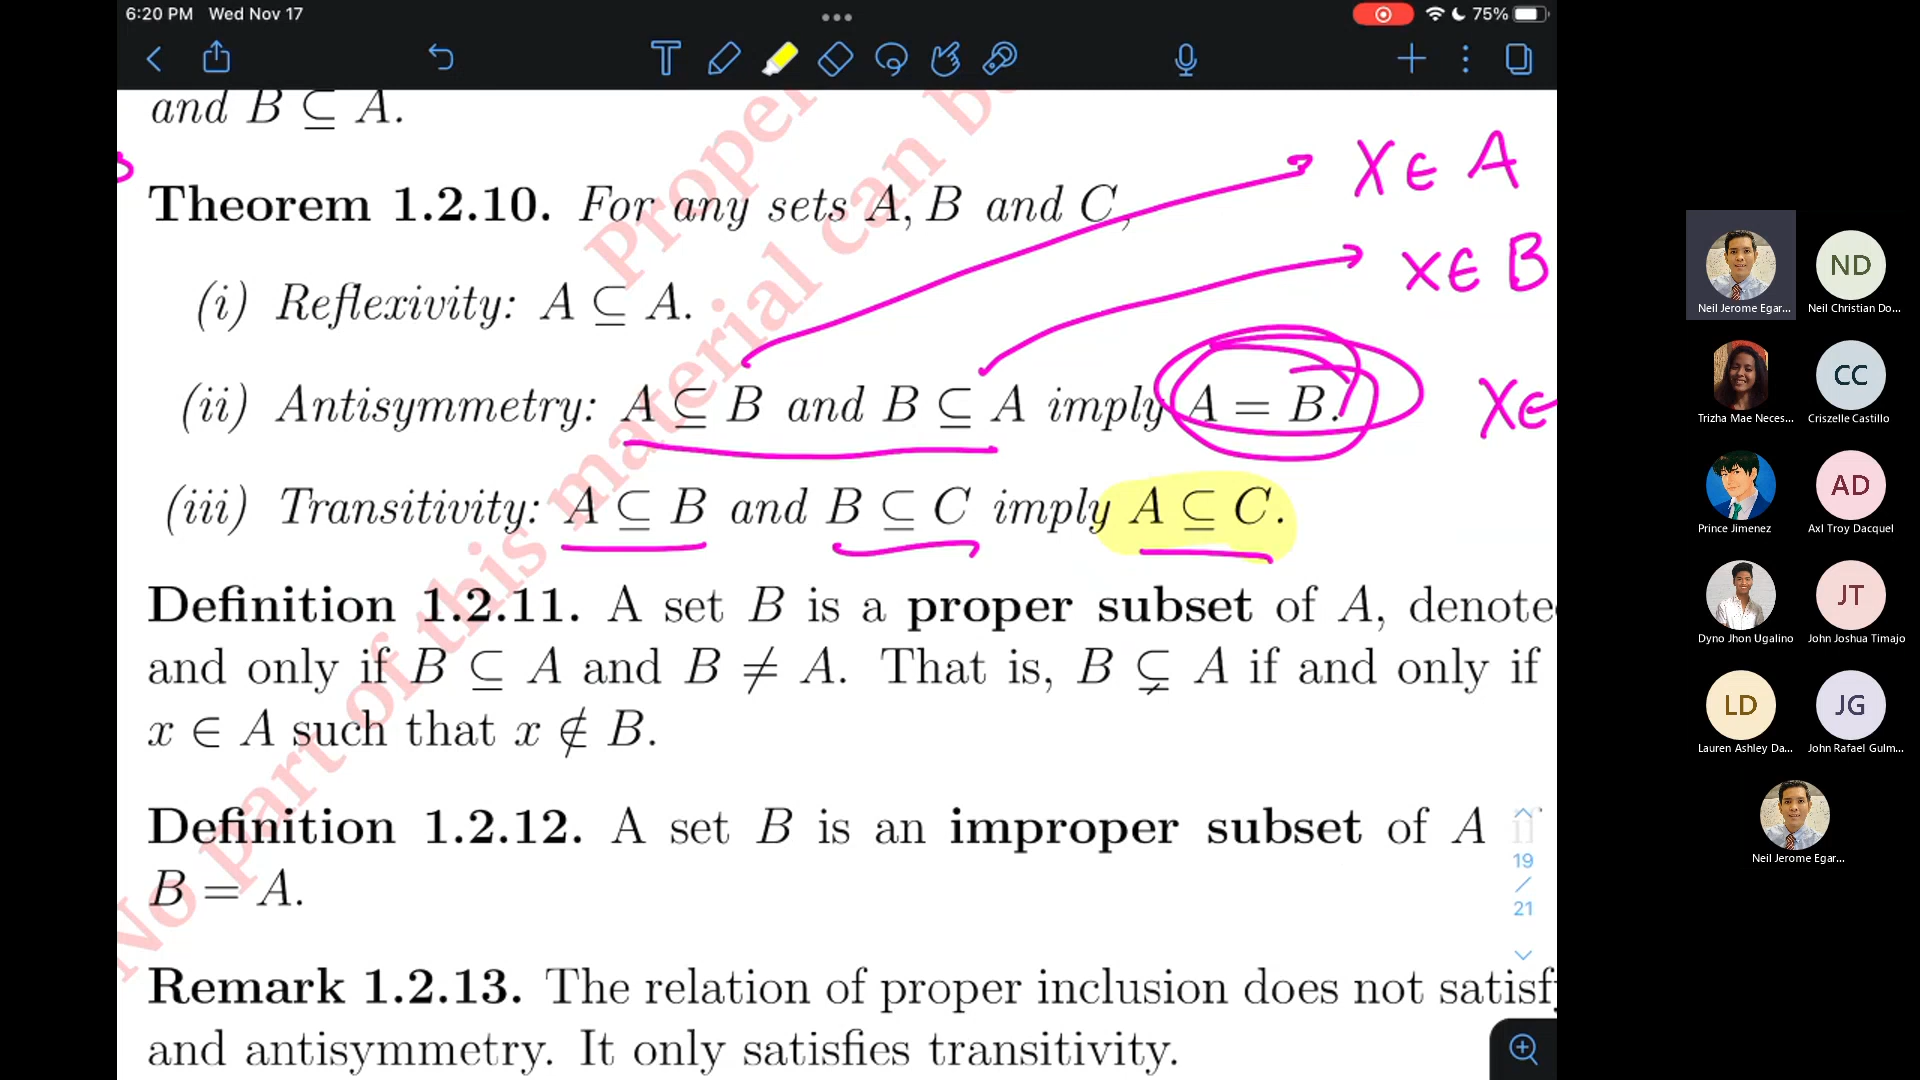 6:20 PM Wed Nov 17
75%
and B ⊆ A.
Theorem 1.2.10. For any sets A, B and C,
(i) Reflexivity: A ⊆ A.
(ii) Antisymmetry: A ⊆ B and B ⊆ A imply A = B.
(iii) Transitivity: A ⊆ B and B ⊆ C imply A ⊆ C.
X ∈ A
X ∈ B
X ∈
Definition 1.2.11. A set B is a proper subset of A, denote
and only if B ⊆ A and B ≠ A. That is, B ⊊ A if and only if
x ∈ A such that x ∉ B.
Definition 1.2.12. A set B is an improper subset of A if
B = A.
Remark 1.2.13. The relation of proper inclusion does not satisf
and antisymmetry. It only satisfies transitivity.
No part of this material can b
Proper
19
/
21
Neil Jerome Egar...
ND
Neil Christian Do...
Trizha Mae Neces...
CC
Criszelle Castillo
Prince Jimenez
AD
Axl Troy Dacquel
Dyno Jhon Ugalino
JT
John Joshua Timajo
LD
Lauren Ashley Da...
JG
John Rafael Gulm...
Neil Jerome Egar...